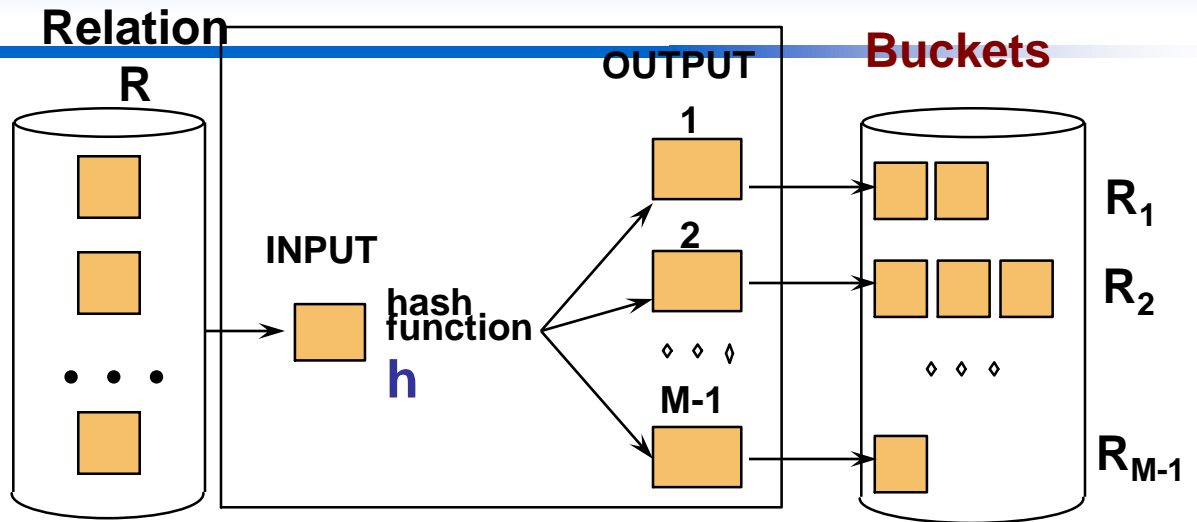 Relation
R
OUTPUT
Buckets
1
R1
INPUT
2
hash
function
h
R2
M-1
RM-1